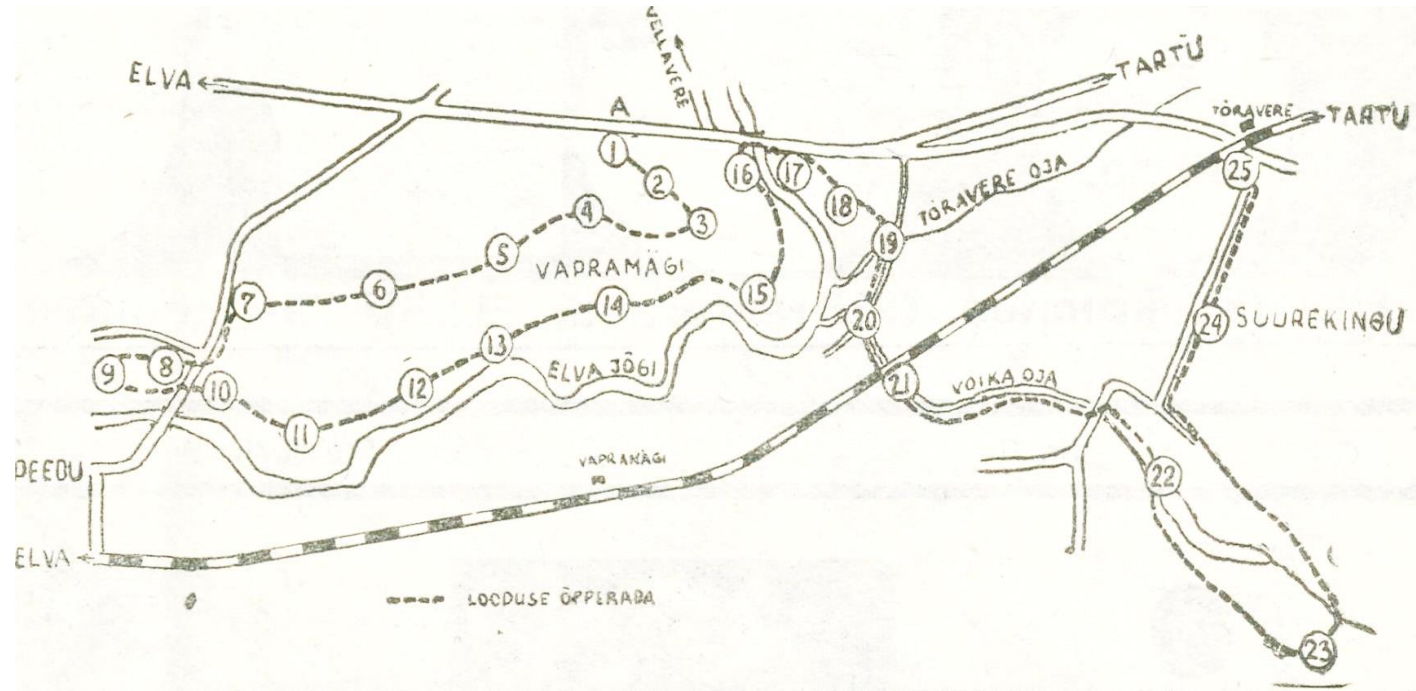 VELLAVERE
ELVA
TARTU
A
TÕRAVERE
TARTU
1
2
3
4
5
6
7
8
9
10
11
12
13
14
15
16
17
18
19
20
21
22
23
24
25
TÕRAVERE OJA
VAPRAMÄGI
SUUREKINGU
ELVA JÕGI
VOIKA OJA
PEEDU
VAPRAMÄGI
ELVA
LOODUSE ÕPPERADA